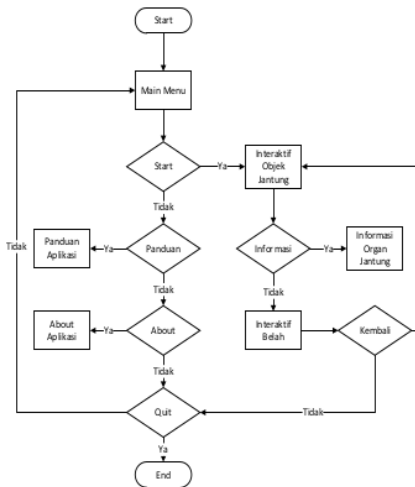 Start
Main Menu
Start
Ya
Interaktif
Objek
Jantung
Tidak
Tidak
Panduan
Aplikasi
Ya
Panduan
Informasi
Ya
Informasi
Organ
Jantung
Tidak
Tidak
About
Aplikasi
Ya
About
Interaktif
Belah
Kembali
Tidak
Quit
Tidak
Ya
End